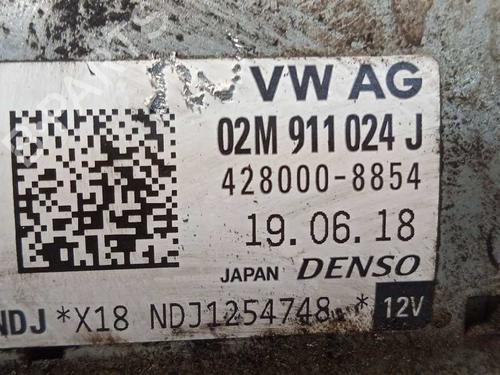 VW AG
02M 911 024 J
428000-8854
19.06.18
JAPAN DENSO
NDJ *X18 NDJ1254748 * 12V